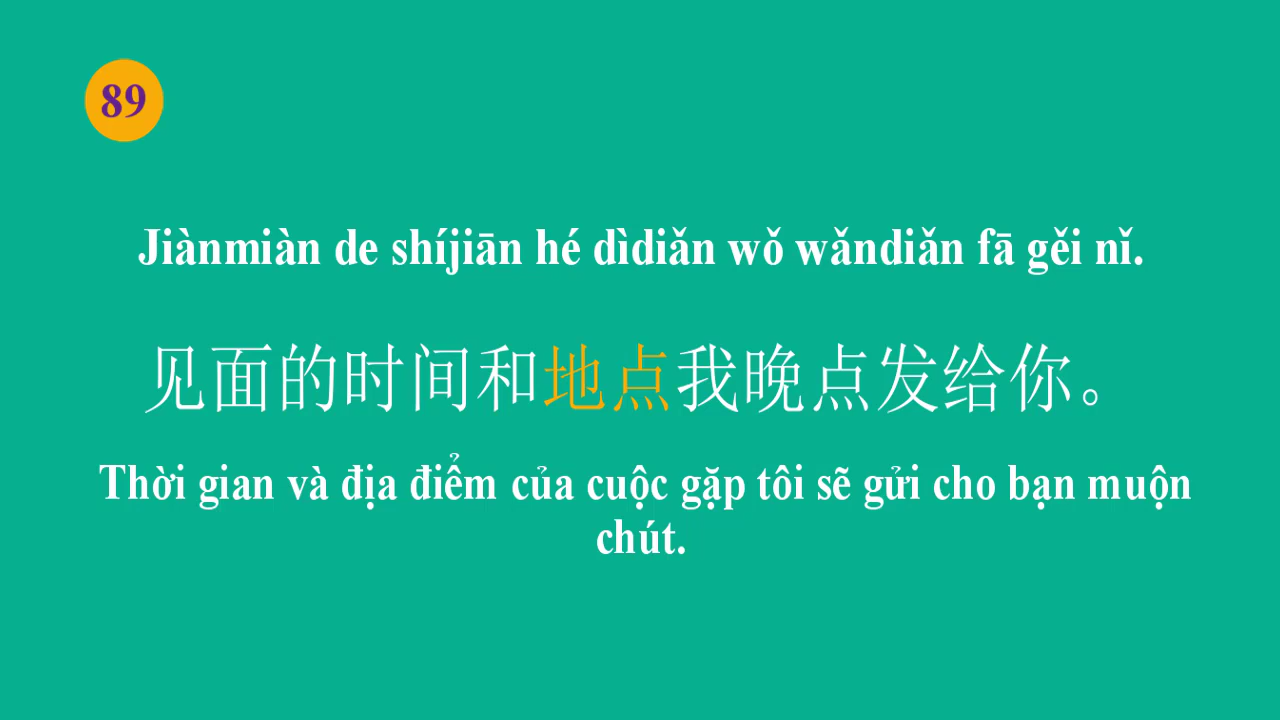 89
Jiànmiàn de shíjiān hé dìdiǎn wǒ wǎndiǎn fā gěi nǐ.
见面的时间和地点我晚点发给你。
Thời gian và địa điểm của cuộc gặp tôi sẽ gửi cho bạn muộn
chút.